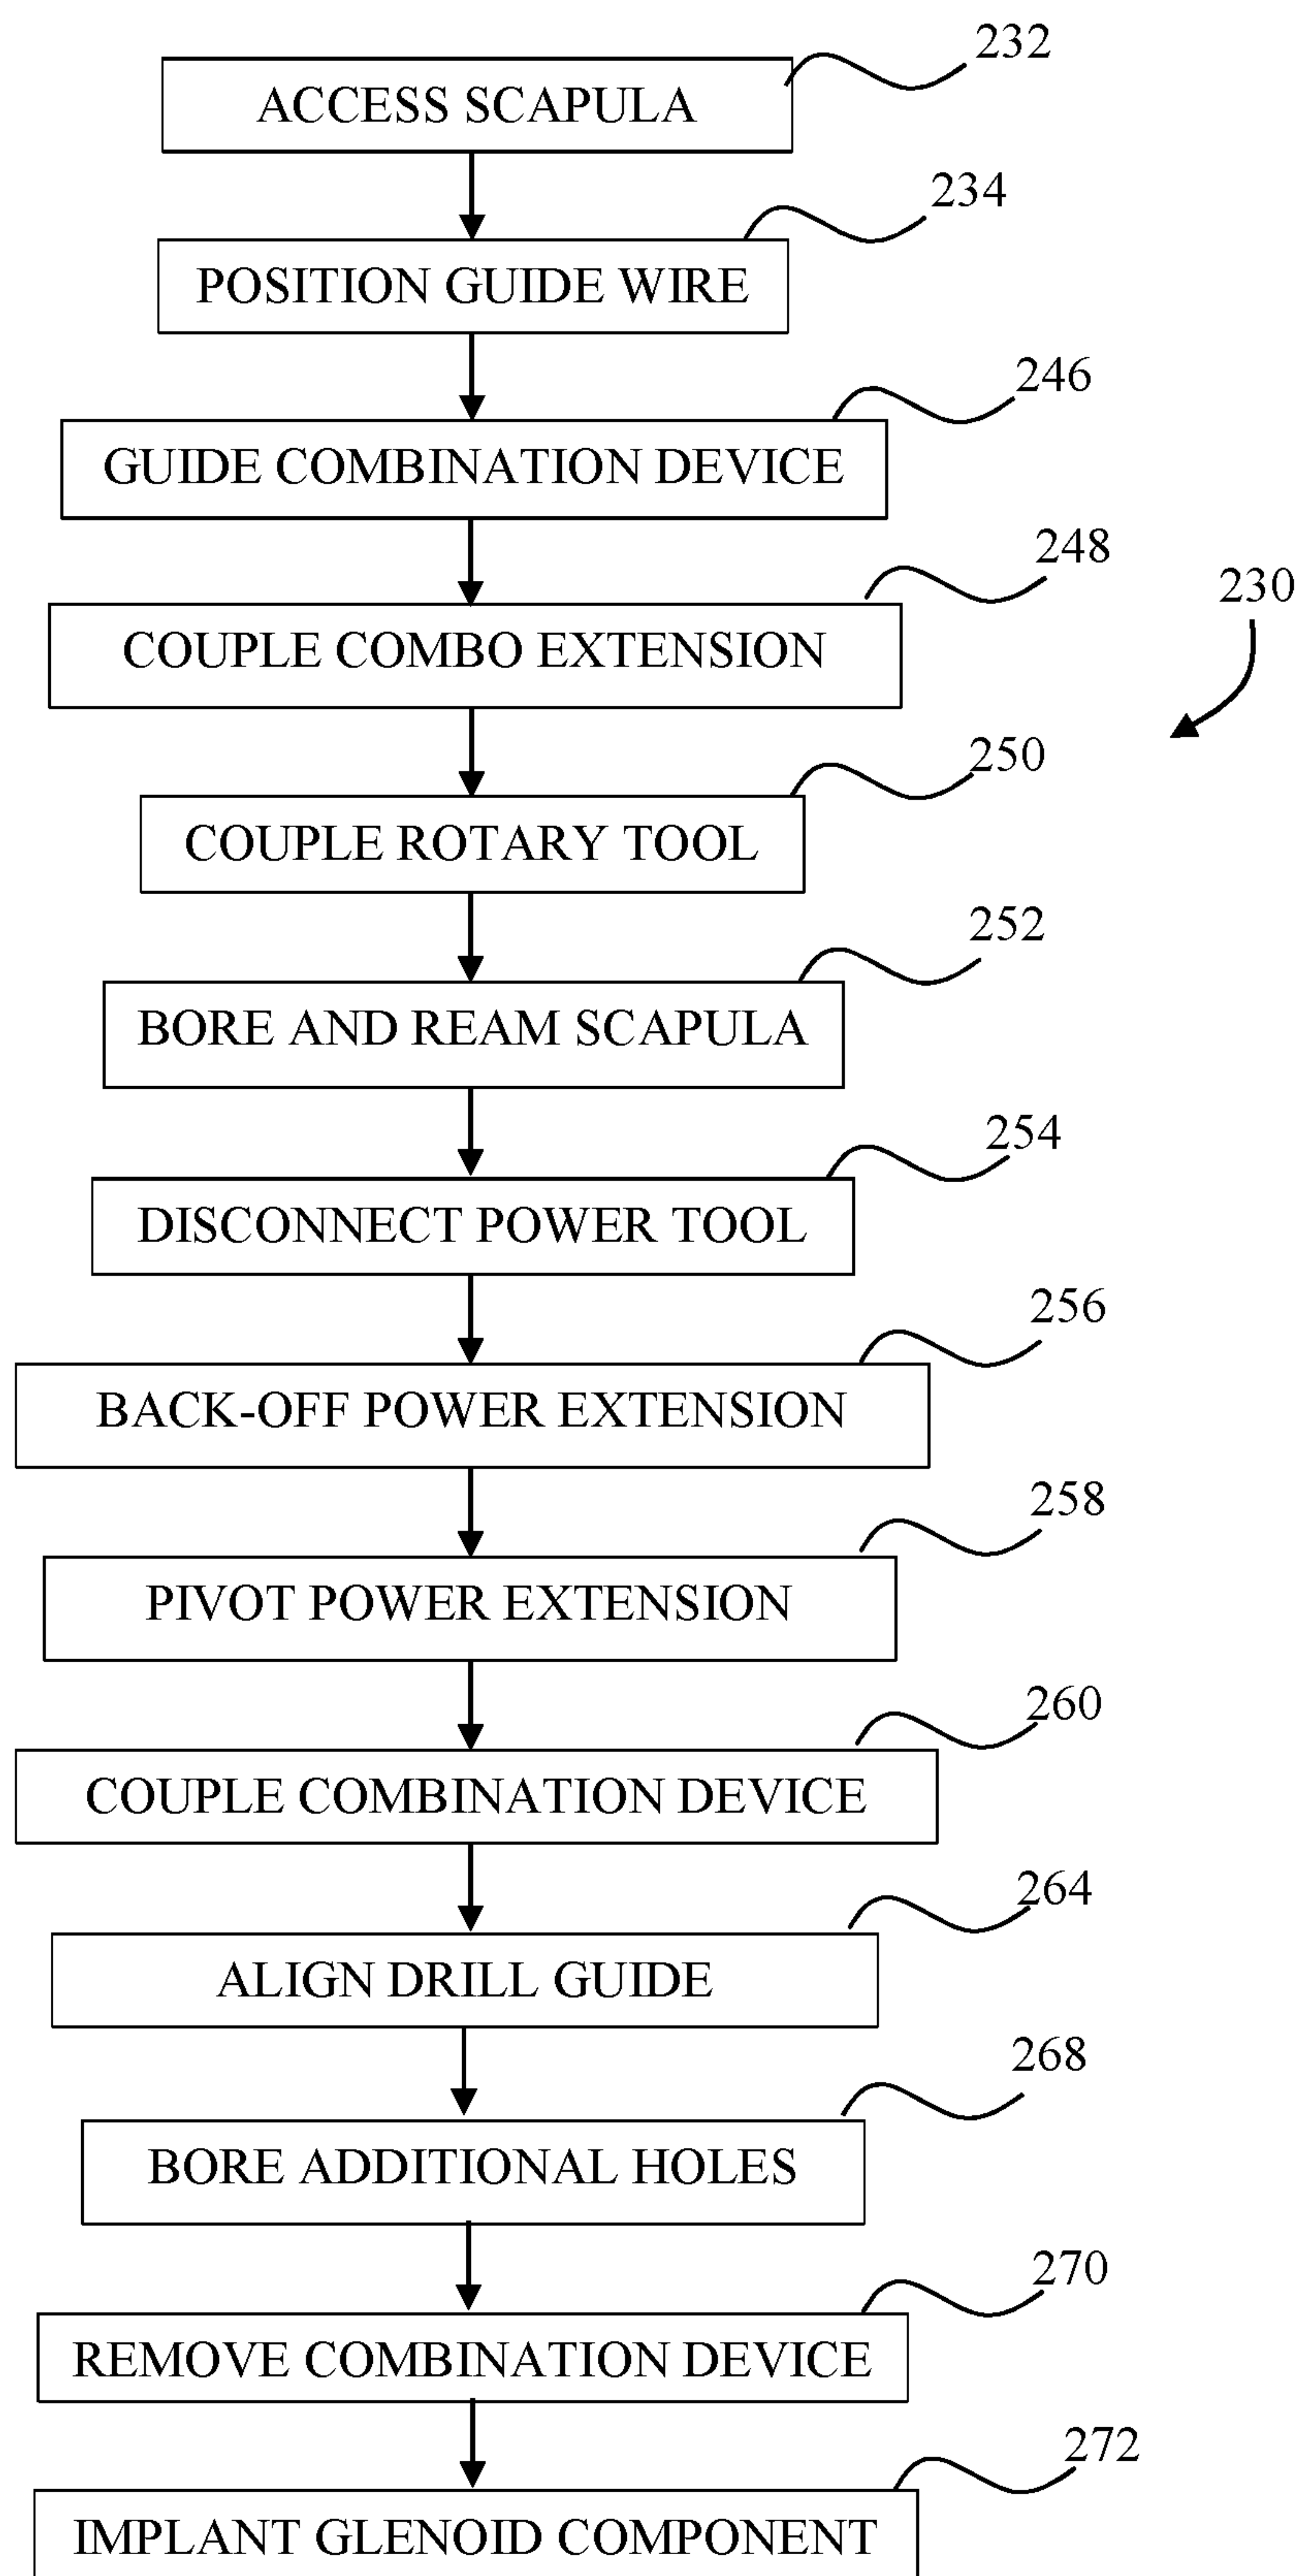 232
ACCESS SCAPULA
234
POSITION GUIDE WIRE
246
GUIDE COMBINATION DEVICE
248
COUPLE COMBO EXTENSION
230
250
COUPLE ROTARY TOOL
252
BORE AND REAM SCAPULA
254
DISCONNECT POWER TOOL
256
BACK-OFF POWER EXTENSION
258
PIVOT POWER EXTENSION
260
COUPLE COMBINATION DEVICE
264
ALIGN DRILL GUIDE
268
BORE ADDITIONAL HOLES
270
REMOVE COMBINATION DEVICE
272
IMPLANT GLENOID COMPONENT